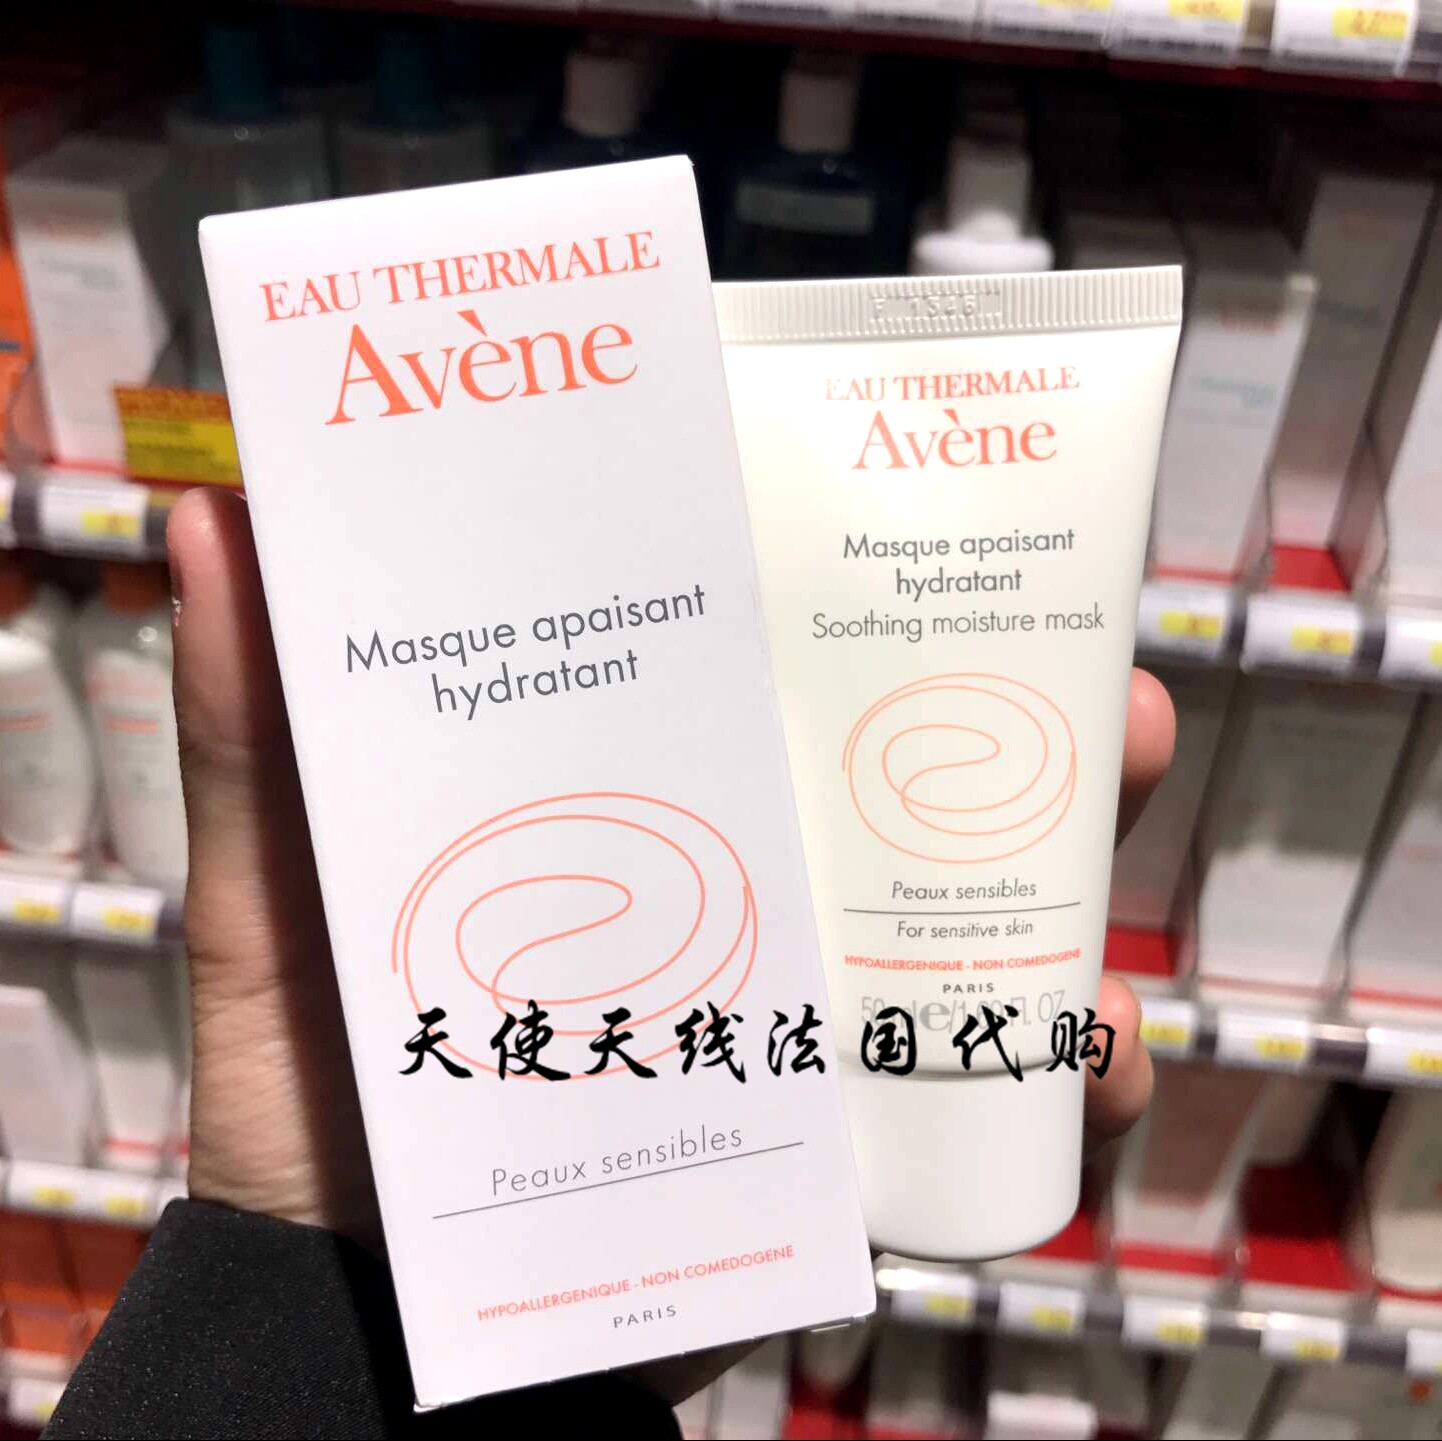 EAU THERMALE
Avène
Masque apaisant
hydratant
Peaux sensibles
HYPOALLERGENIQUE - NON COMEDOGENE
PARIS
EAU THERMALE
Avène
Masque apaisant
hydratant
Soothing moisture mask
Peaux sensibles
For sensitive skin
HYPOALLERGENIQUE - NON COMEDOGENE
PARIS
天使天线法国代购